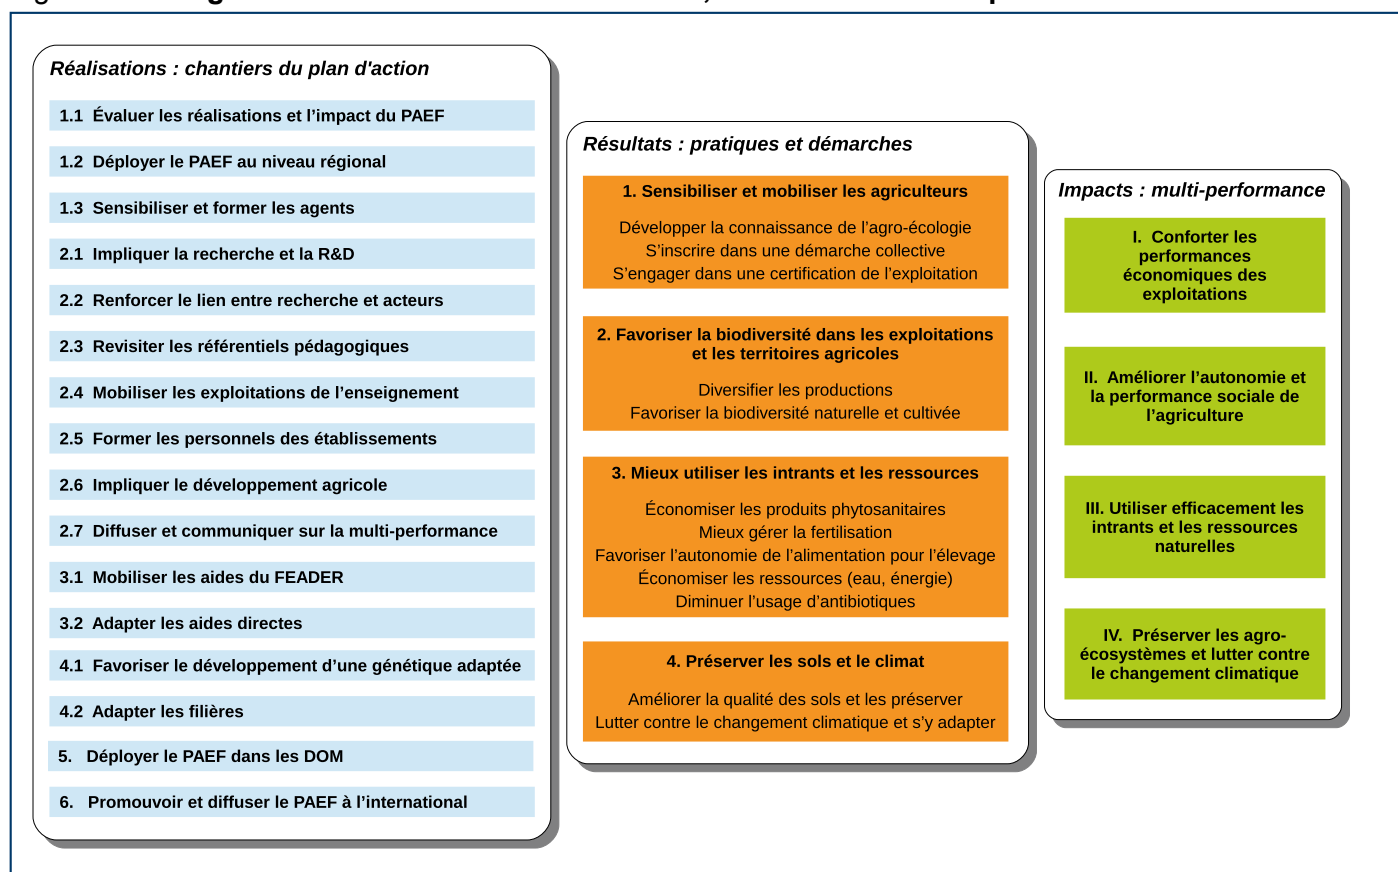 Réalisations : chantiers du plan d'action
1.1 Évaluer les réalisations et l’impact du PAEF
1.2 Déployer le PAEF au niveau régional
1.3 Sensibiliser et former les agents
2.1 Impliquer la recherche et la R&D
2.2 Renforcer le lien entre recherche et acteurs
2.3 Revisiter les référentiels pédagogiques
2.4 Mobiliser les exploitations de l’enseignement
2.5 Former les personnels des établissements
2.6 Impliquer le développement agricole
2.7 Diffuser et communiquer sur la multi-performance
3.1 Mobiliser les aides du FEADER
3.2 Adapter les aides directes
4.1 Favoriser le développement d’une génétique adaptée
4.2 Adapter les filières
5. Déployer le PAEF dans les DOM
6. Promouvoir et diffuser le PAEF à l’international
Résultats : pratiques et démarches
1. Sensibiliser et mobiliser les agriculteurs
Développer la connaissance de l’agro-écologie
S’inscrire dans une démarche collective
S’engager dans une certification de l’exploitation
2. Favoriser la biodiversité dans les exploitations
et les territoires agricoles
Diversifier les productions
Favoriser la biodiversité naturelle et cultivée
3. Mieux utiliser les intrants et les ressources
Économiser les produits phytosanitaires
Mieux gérer la fertilisation
Favoriser l’autonomie de l’alimentation pour l’élevage
Économiser les ressources (eau, énergie)
Diminuer l’usage d’antibiotiques
4. Préserver les sols et le climat
Améliorer la qualité des sols et les préserver
Lutter contre le changement climatique et s’y adapter
Impacts : multi-performance
I. Conforter les
performances
économiques des
exploitations
II. Améliorer l’autonomie et
la performance sociale de
l’agriculture
III. Utiliser efficacement les
intrants et les ressources
naturelles
IV. Préserver les agro-
écosystèmes et lutter contre
le changement climatique